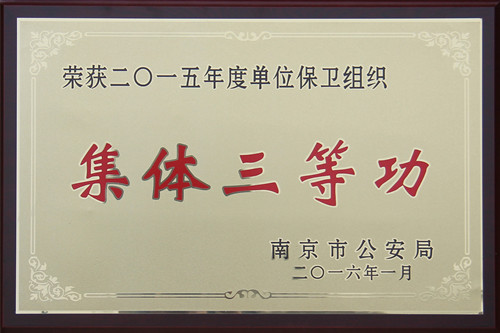 荣获二〇一五年度单位保卫组织
集体三等功
南京市公安局
二〇一六年一月